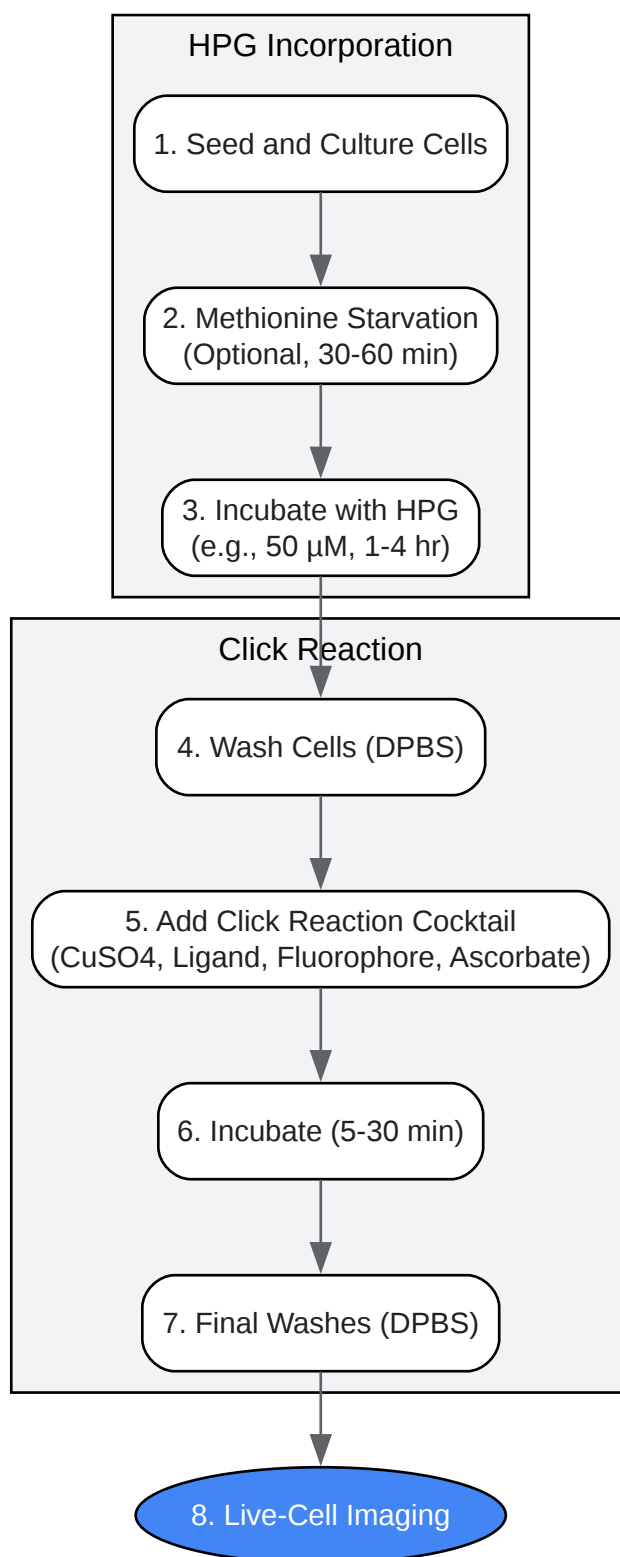 HPG Incorporation
1. Seed and Culture Cells
2. Methionine Starvation
(Optional, 30-60 min)
3. Incubate with HPG
(e.g., 50 µM, 1-4 hr)
Click Reaction
4. Wash Cells (DPBS)
5. Add Click Reaction Cocktail
(CuSO4, Ligand, Fluorophore, Ascorbate)
6. Incubate (5-30 min)
7. Final Washes (DPBS)
8. Live-Cell Imaging